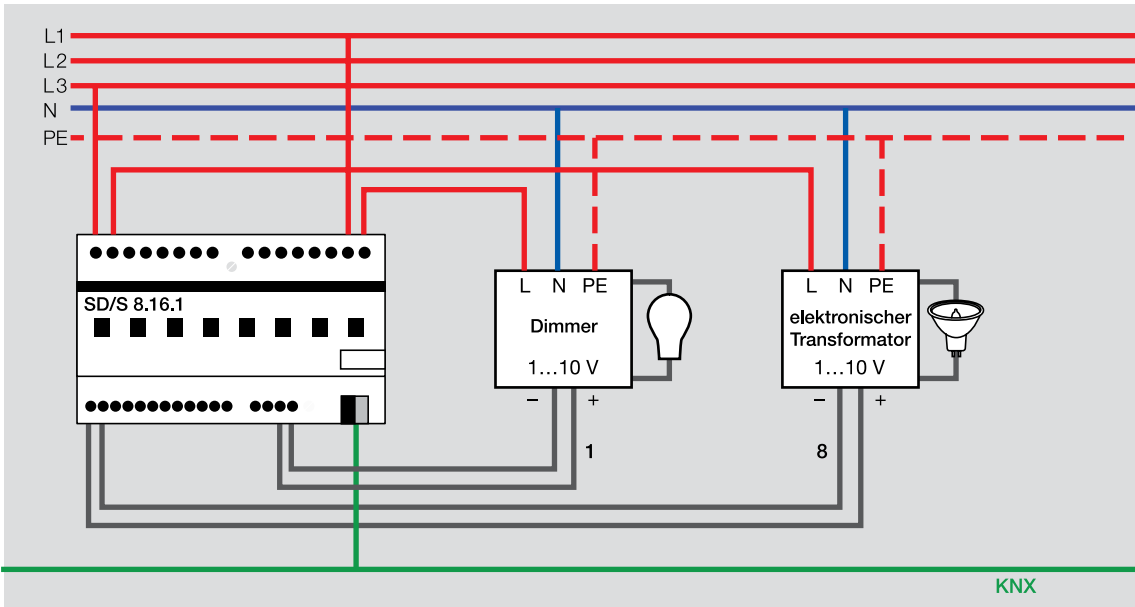 L1
L2
L3
N
PE
SD/S 8.16.1
L N PE
Dimmer
1...10 V
– +
1
L N PE
elektronischer
Transformator
1...10 V
– +
8
KNX